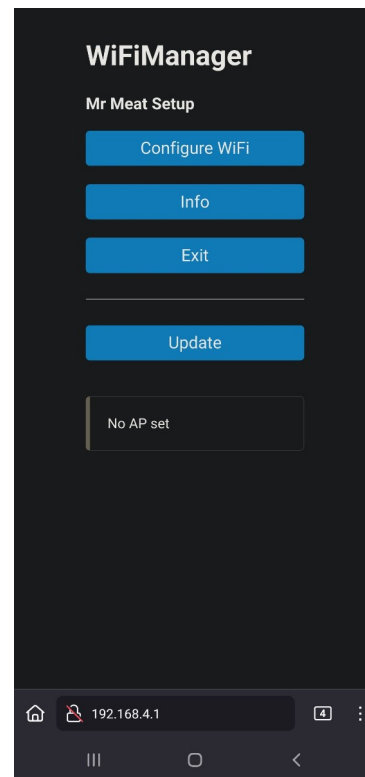 WiFiManager
Mr Meat Setup
Configure WiFi
Info
Exit
Update
No AP set
192.168.4.1
4